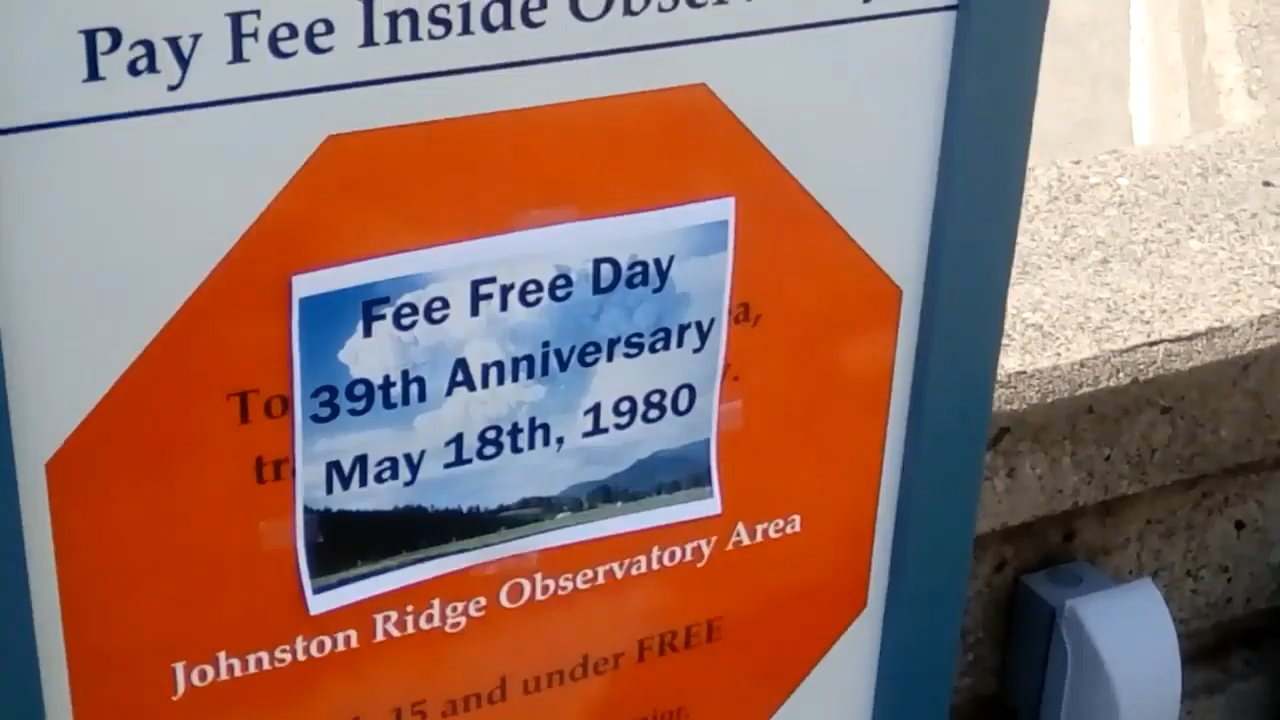 Pay Fee Inside
Fee Free Day
39th Anniversary
May 18th, 1980
To
a,
Johnston Ridge Observatory Area
15 and under FREE